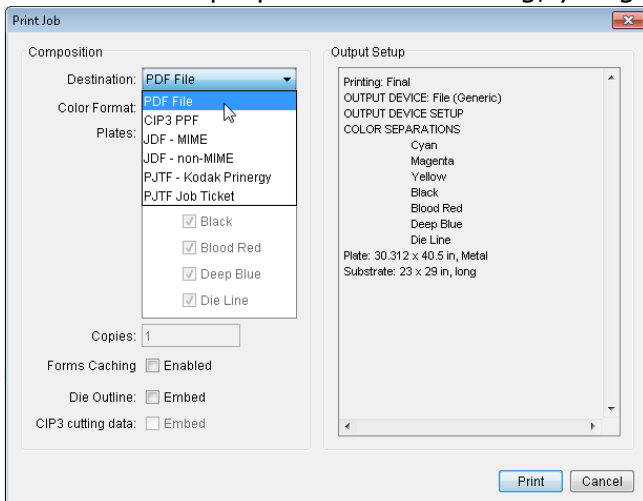 Print Job
Composition
Destination: PDF File
PDF File
CIP3 PPF
JDF - MIME
JDF - non-MIME
PJTF - Kodak Prinergy
PJTF Job Ticket
Color Format:
Plates:
Black
Blood Red
Deep Blue
Die Line
Copies: 1
Forms Caching Enabled
Die Outline: Embed
CIP3 cutting data: Embed
Output Setup
Printing: Final
OUTPUT DEVICE: File (Generic)
OUTPUT DEVICE SETUP
COLOR SEPARATIONS
Cyan
Magenta
Yellow
Black
Blood Red
Deep Blue
Die Line
Plate: 30.312 x 40.5 in, Metal
Substrate: 23 x 29 in, long
Print Cancel